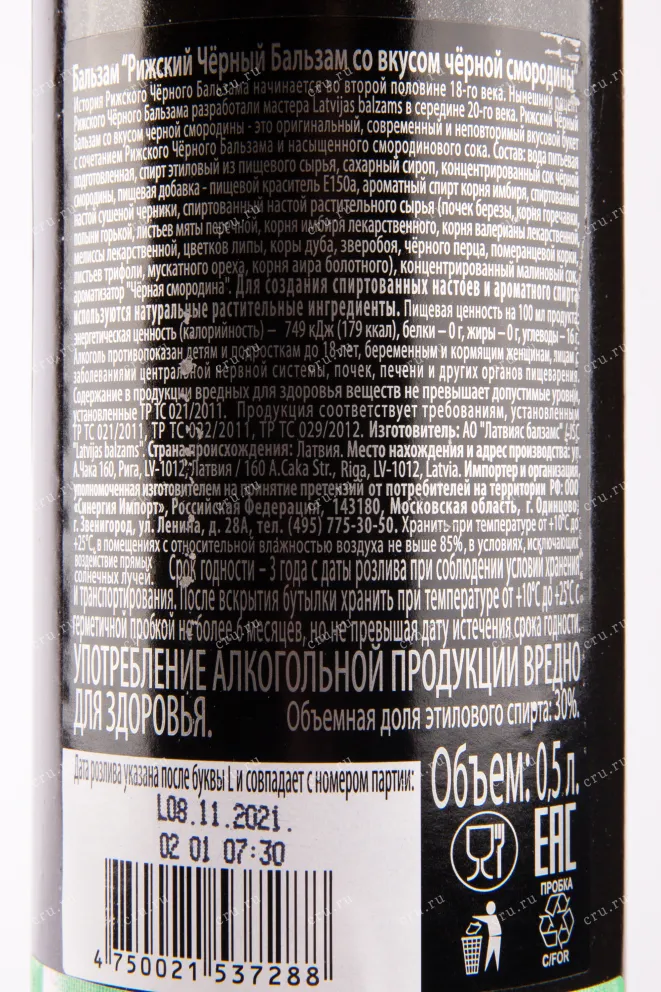 Бальзам "Рижский Чёрный Бальзам со вкусом чёрной смородины"
История Рижского Чёрного Бальзама начинается во второй половине 18-го века. Нынешний рецепт
Рижского Чёрного Бальзама разработали мастера Latvijas balzams в середине 20-го века. Рижский Чёрный
Бальзам со вкусом черной смородины - это оригинальный, современный и неповторимый вкусовой букет
с сочетанием Рижского Чёрного Бальзама и насыщенного смородинового сока. Состав: вода питьевая
подготовленная, спирт этиловый из пищевого сырья, сахарный сироп, концентрированный сок чёрной
смородины, пищевая добавка - пищевой краситель Е150а, ароматный спирт корня имбиря, спиртованный
настой сушеной черники, спиртованный настой растительного сырья (почек березы, корня горечавки,
полыни горькой, листьев мяты перечной, корня имбиря лекарственного, корня валерианы лекарственной,
мелиссы лекарственной, цветков липы, коры дуба, зверобоя, чёрного перца, померанцевой корки,
листьев трифоли, мускатного ореха, корня аира болотного), концентрированный малиновый сок,
ароматизатор "Чёрная смородина". Для создания спиртованных настоев и ароматного спирта
используются натуральные растительные ингредиенты. Пищевая ценность на 100 мл продукта:
энергетическая ценность (калорийность) – 749 кДж (179 ккал), белки – 0 г, жиры – 0 г, углеводы – 16 г.
Алкоголь противопоказан детям и подросткам до 18 лет, беременным и кормящим женщинам, лицам с
заболеваниями центральной нервной системы, почек, печени и других органов пищеварения.
Содержание в продукции вредных для здоровья веществ не превышает допустимые уровни,
установленные ТР ТС 021/2011. Продукция соответствует требованиям, установленным
ТР ТС 021/2011, ТР ТС 022/2011, ТР ТС 029/2012. Изготовитель: АО "Латвияс балзамс" /AS
"Latvijas balzams". Страна происхождения: Латвия. Место нахождения и адрес производства: ул.
А.Чака 160, Рига, LV-1012, Латвия / 160 A.Caka Str., Riga, LV-1012, Latvia. Импортер и организация,
уполномоченная изготовителем на принятие претензий от потребителей на территории РФ: ООО
«Синергия Импорт», Российская Федерация, 143180, Московская область, г. Одинцово,
г. Звенигород, ул. Ленина, д. 28А, тел. (495) 775-30-50. Хранить при температуре от +10°С до
+25°С, в помещениях с относительной влажностью воздуха не выше 85%, в условиях, исключающих
воздействие прямых
солнечных лучей. Срок годности – 3 года с даты розлива при соблюдении условий хранения
и транспортирования. После вскрытия бутылки хранить при температуре от +10°С до +25°С с
герметичной пробкой не более 6 месяцев, но не превышая дату истечения срока годности.
УПОТРЕБЛЕНИЕ АЛКОГОЛЬНОЙ ПРОДУКЦИИ ВРЕДНО
ДЛЯ ЗДОРОВЬЯ. Объемная доля этилового спирта: 30%.
Дата розлива указана после буквы L и совпадает с номером партии:
L08.11.2021.
02 01 07:30
4 750021 537288
Объем: 0,5 л.
EAC
ПРОБКА
C/FOR
cru.ru